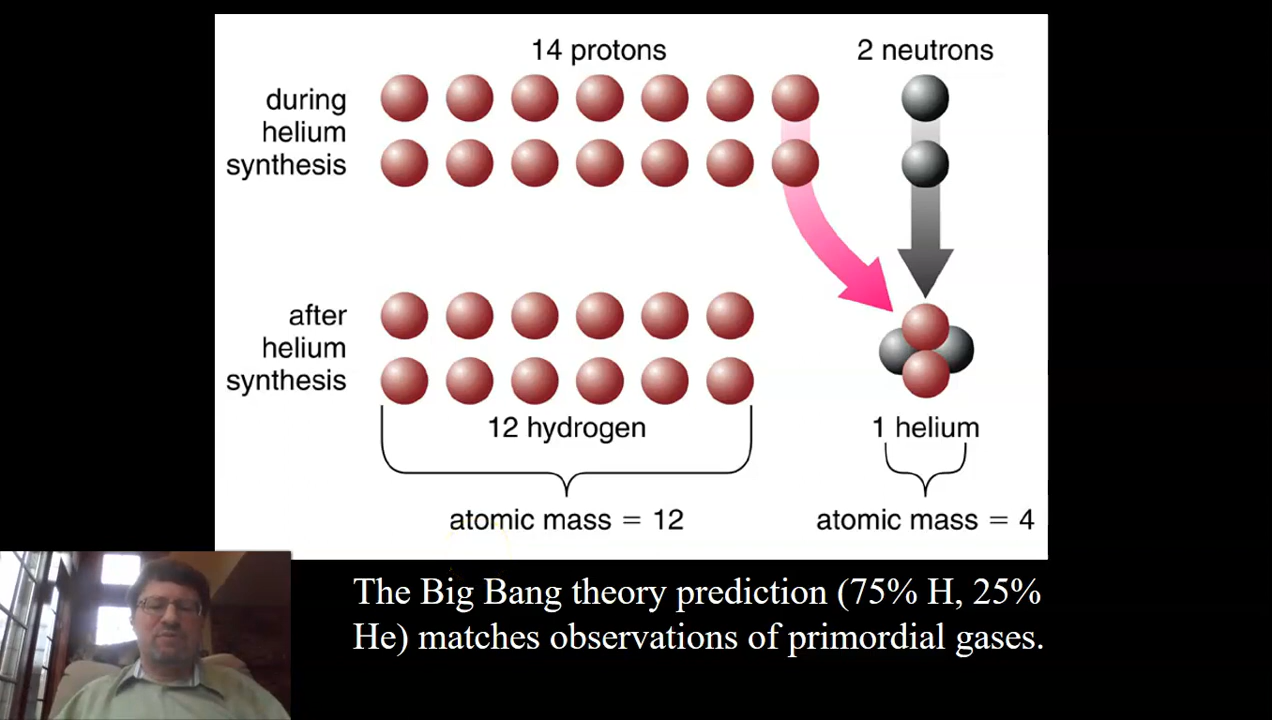 14 protons
2 neutrons
during
helium
synthesis
after
helium
synthesis
12 hydrogen
1 helium
atomic mass = 12
atomic mass = 4
The Big Bang theory prediction (75% H, 25%
He) matches observations of primordial gases.